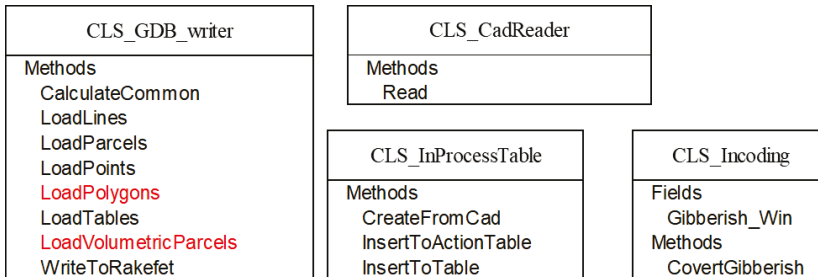 CLS_GDB_writer
Methods
CalculateCommon
LoadLines
LoadParcels
LoadPoints
LoadPolygons
LoadTables
LoadVolumetricParcels
WriteToRakefet
CLS_CadReader
Methods
Read
CLS_InProcessTable
Methods
CreateFromCad
InsertToActionTable
InsertToTable
CLS_Incoding
Fields
Gibberish_Win
Methods
CovertGibberish